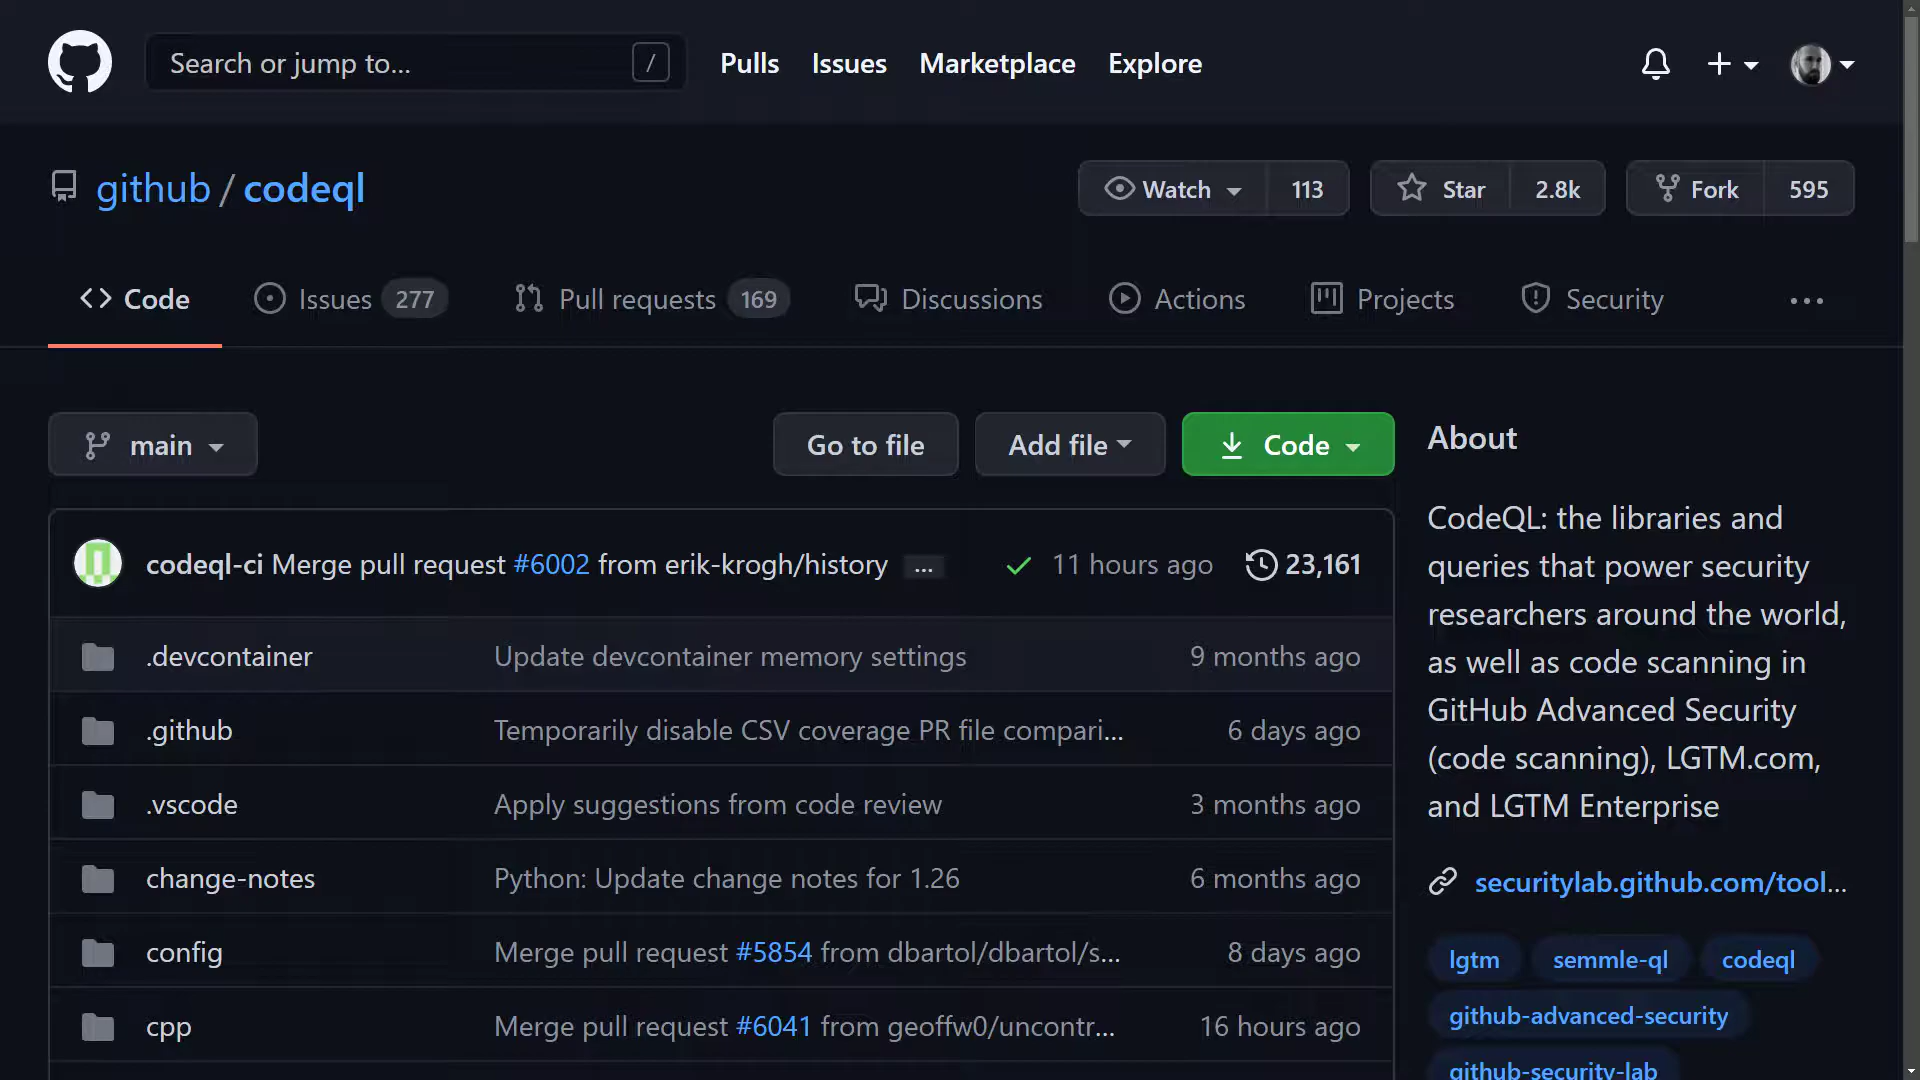 Search or jump to... /
Pulls
Issues
Marketplace
Explore
github / codeql
Watch 113
Star 2.8k
Fork 595
Code
Issues 277
Pull requests 169
Discussions
Actions
Projects
Security
main
Go to file
Add file
Code
codeql-ci Merge pull request #6002 from erik-krogh/history ... 11 hours ago 23,161
.devcontainer Update devcontainer memory settings 9 months ago
.github Temporarily disable CSV coverage PR file compari... 6 days ago
.vscode Apply suggestions from code review 3 months ago
change-notes Python: Update change notes for 1.26 6 months ago
config Merge pull request #5854 from dbartol/dbartol/s... 8 days ago
cpp Merge pull request #6041 from geoffw0/uncontr... 16 hours ago
About
CodeQL: the libraries and
queries that power security
researchers around the world,
as well as code scanning in
GitHub Advanced Security
(code scanning), LGTM.com,
and LGTM Enterprise
securitylab.github.com/tool...
lgtm semmle-ql codeql
github-advanced-security
github-security-lab